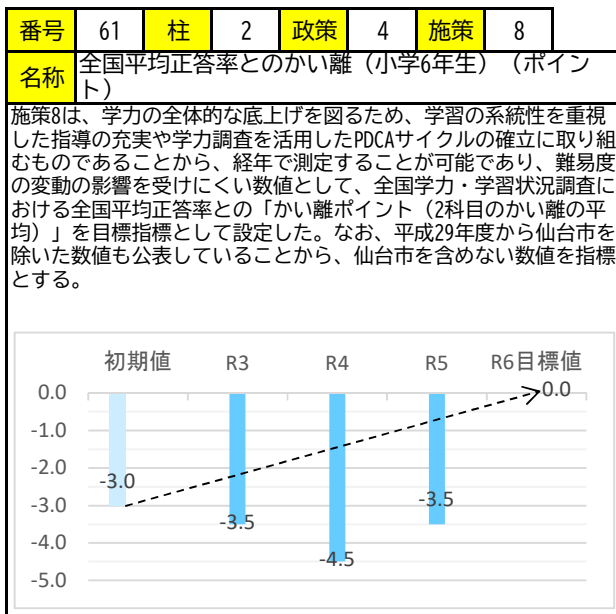 番号 61 柱 2 政策 4 施策 8
名称 全国平均正答率とのかい離（小学6年生）（ポイン
ト）
施策8は、学力の全体的な底上げを図るため、学習の系統性を重視
した指導の充実や学力調査を活用したPDCAサイクルの確立に取り組
むものであることから、経年で測定することが可能であり、難易度
の変動の影響を受けにくい数値として、全国学力・学習状況調査に
おける全国平均正答率との「かい離ポイント（2科目のかい離の平
均）」を目標指標として設定した。なお、平成29年度から仙台市を
除いた数値も公表していることから、仙台市を含めない数値を指標
とする。
初期値 R3 R4 R5 R6目標値
0.0 0.0
-1.0
-2.0
-3.0 -3.0
-3.5 -3.5
-4.0
-4.5
-5.0